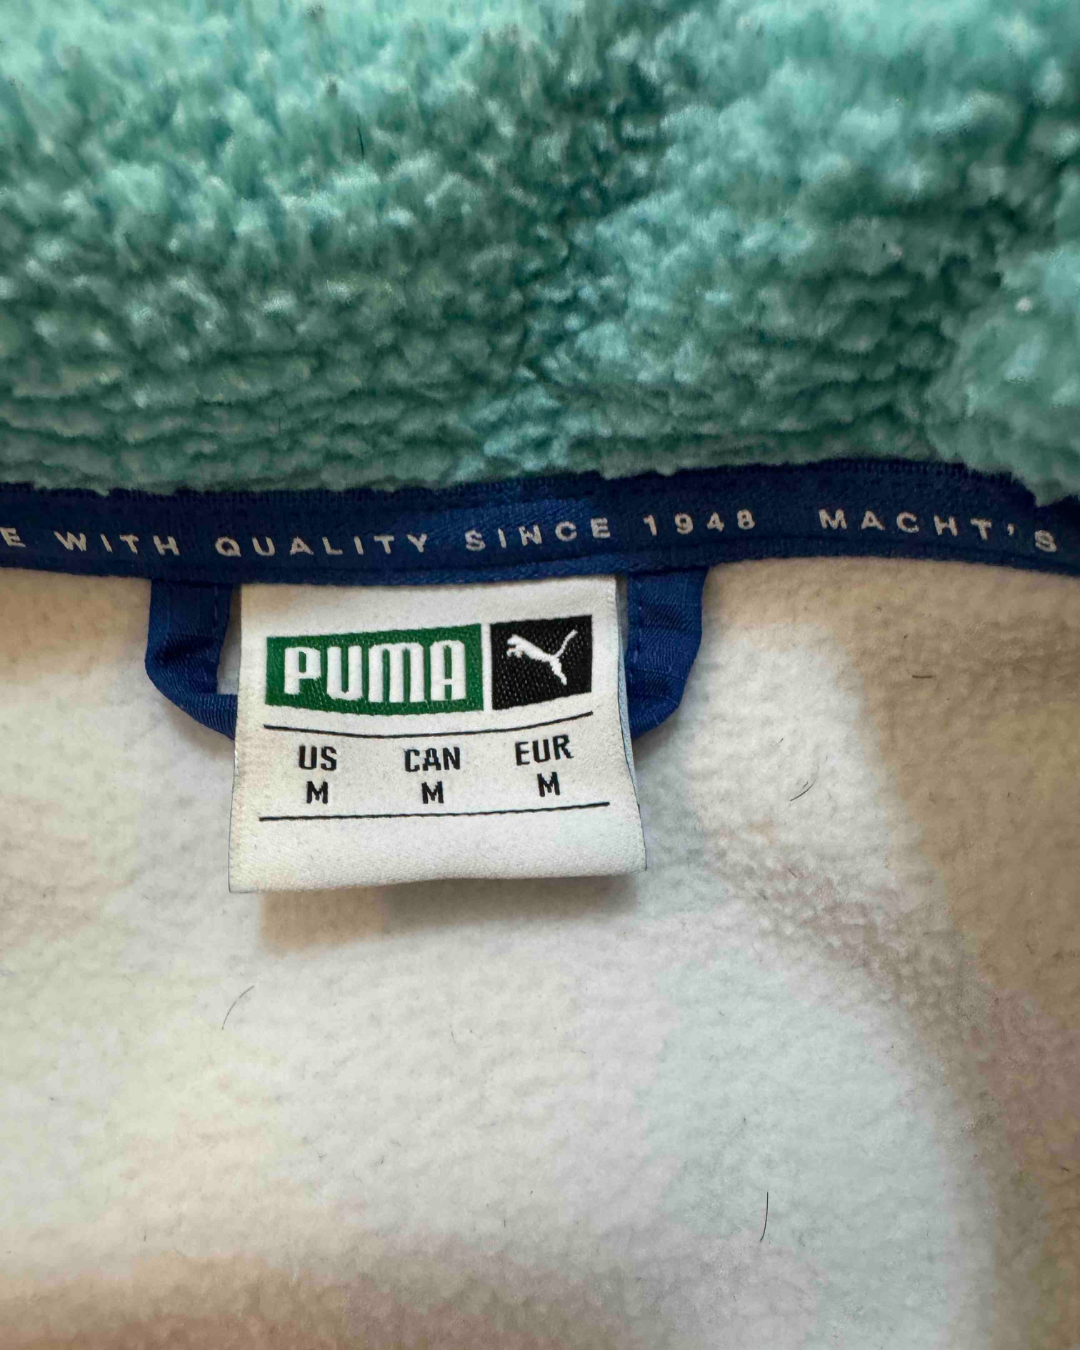 E WITH QUALITY SINCE 1948 MACHT'S
PUMA
US CAN EUR
M M M